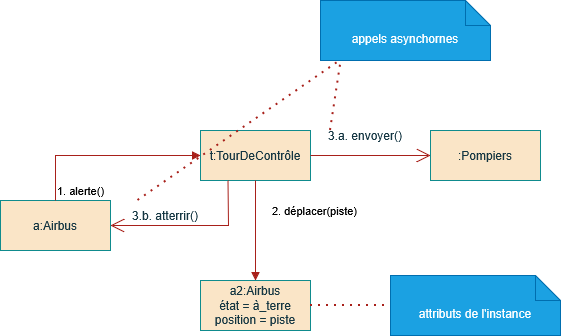 appels asynchornes
3.a. envoyer()
t:TourDeContrôle
:Pompiers
1. alerte()
3.b. atterrir()
2. déplacer(piste)
a:Airbus
a2:Airbus
état = à_terre
position = piste
attributs de l'instance